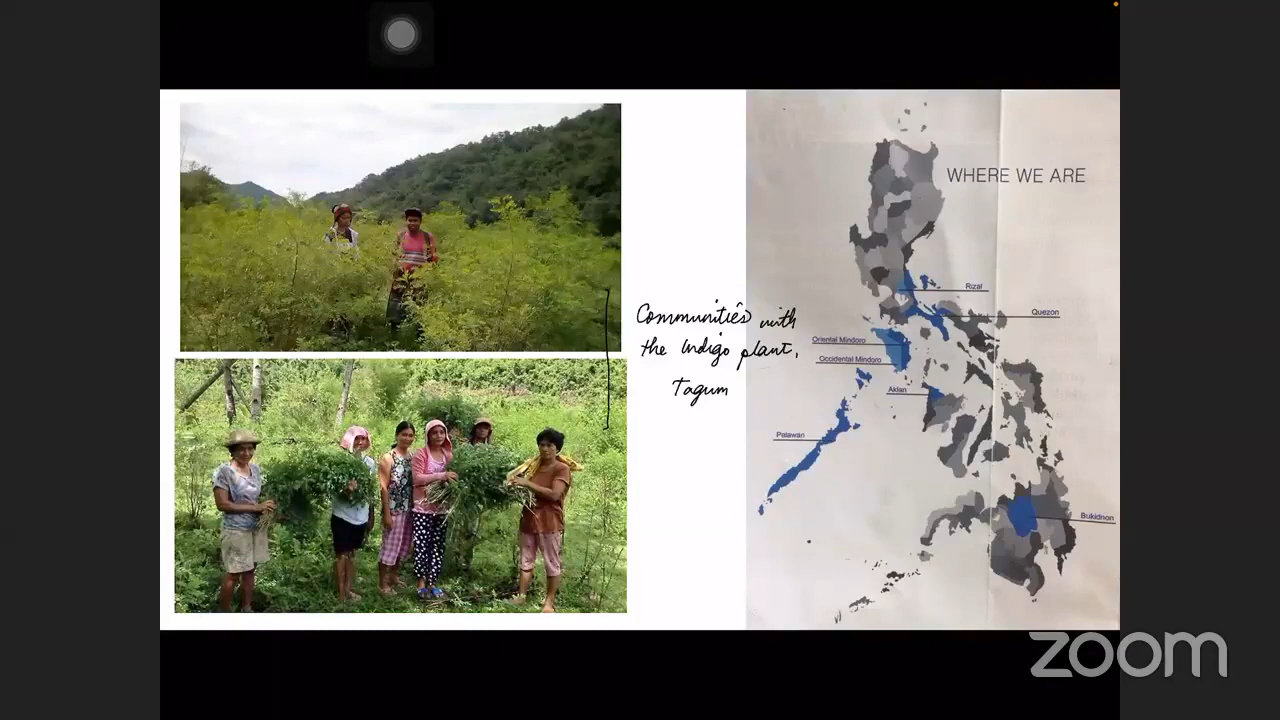 Communities with
the Indigo plant,
Tagum
WHERE WE ARE
Rizal
Quezon
Oriental Mindoro
Occidental Mindoro
Aklan
Palawan
Bukidnon
zoom